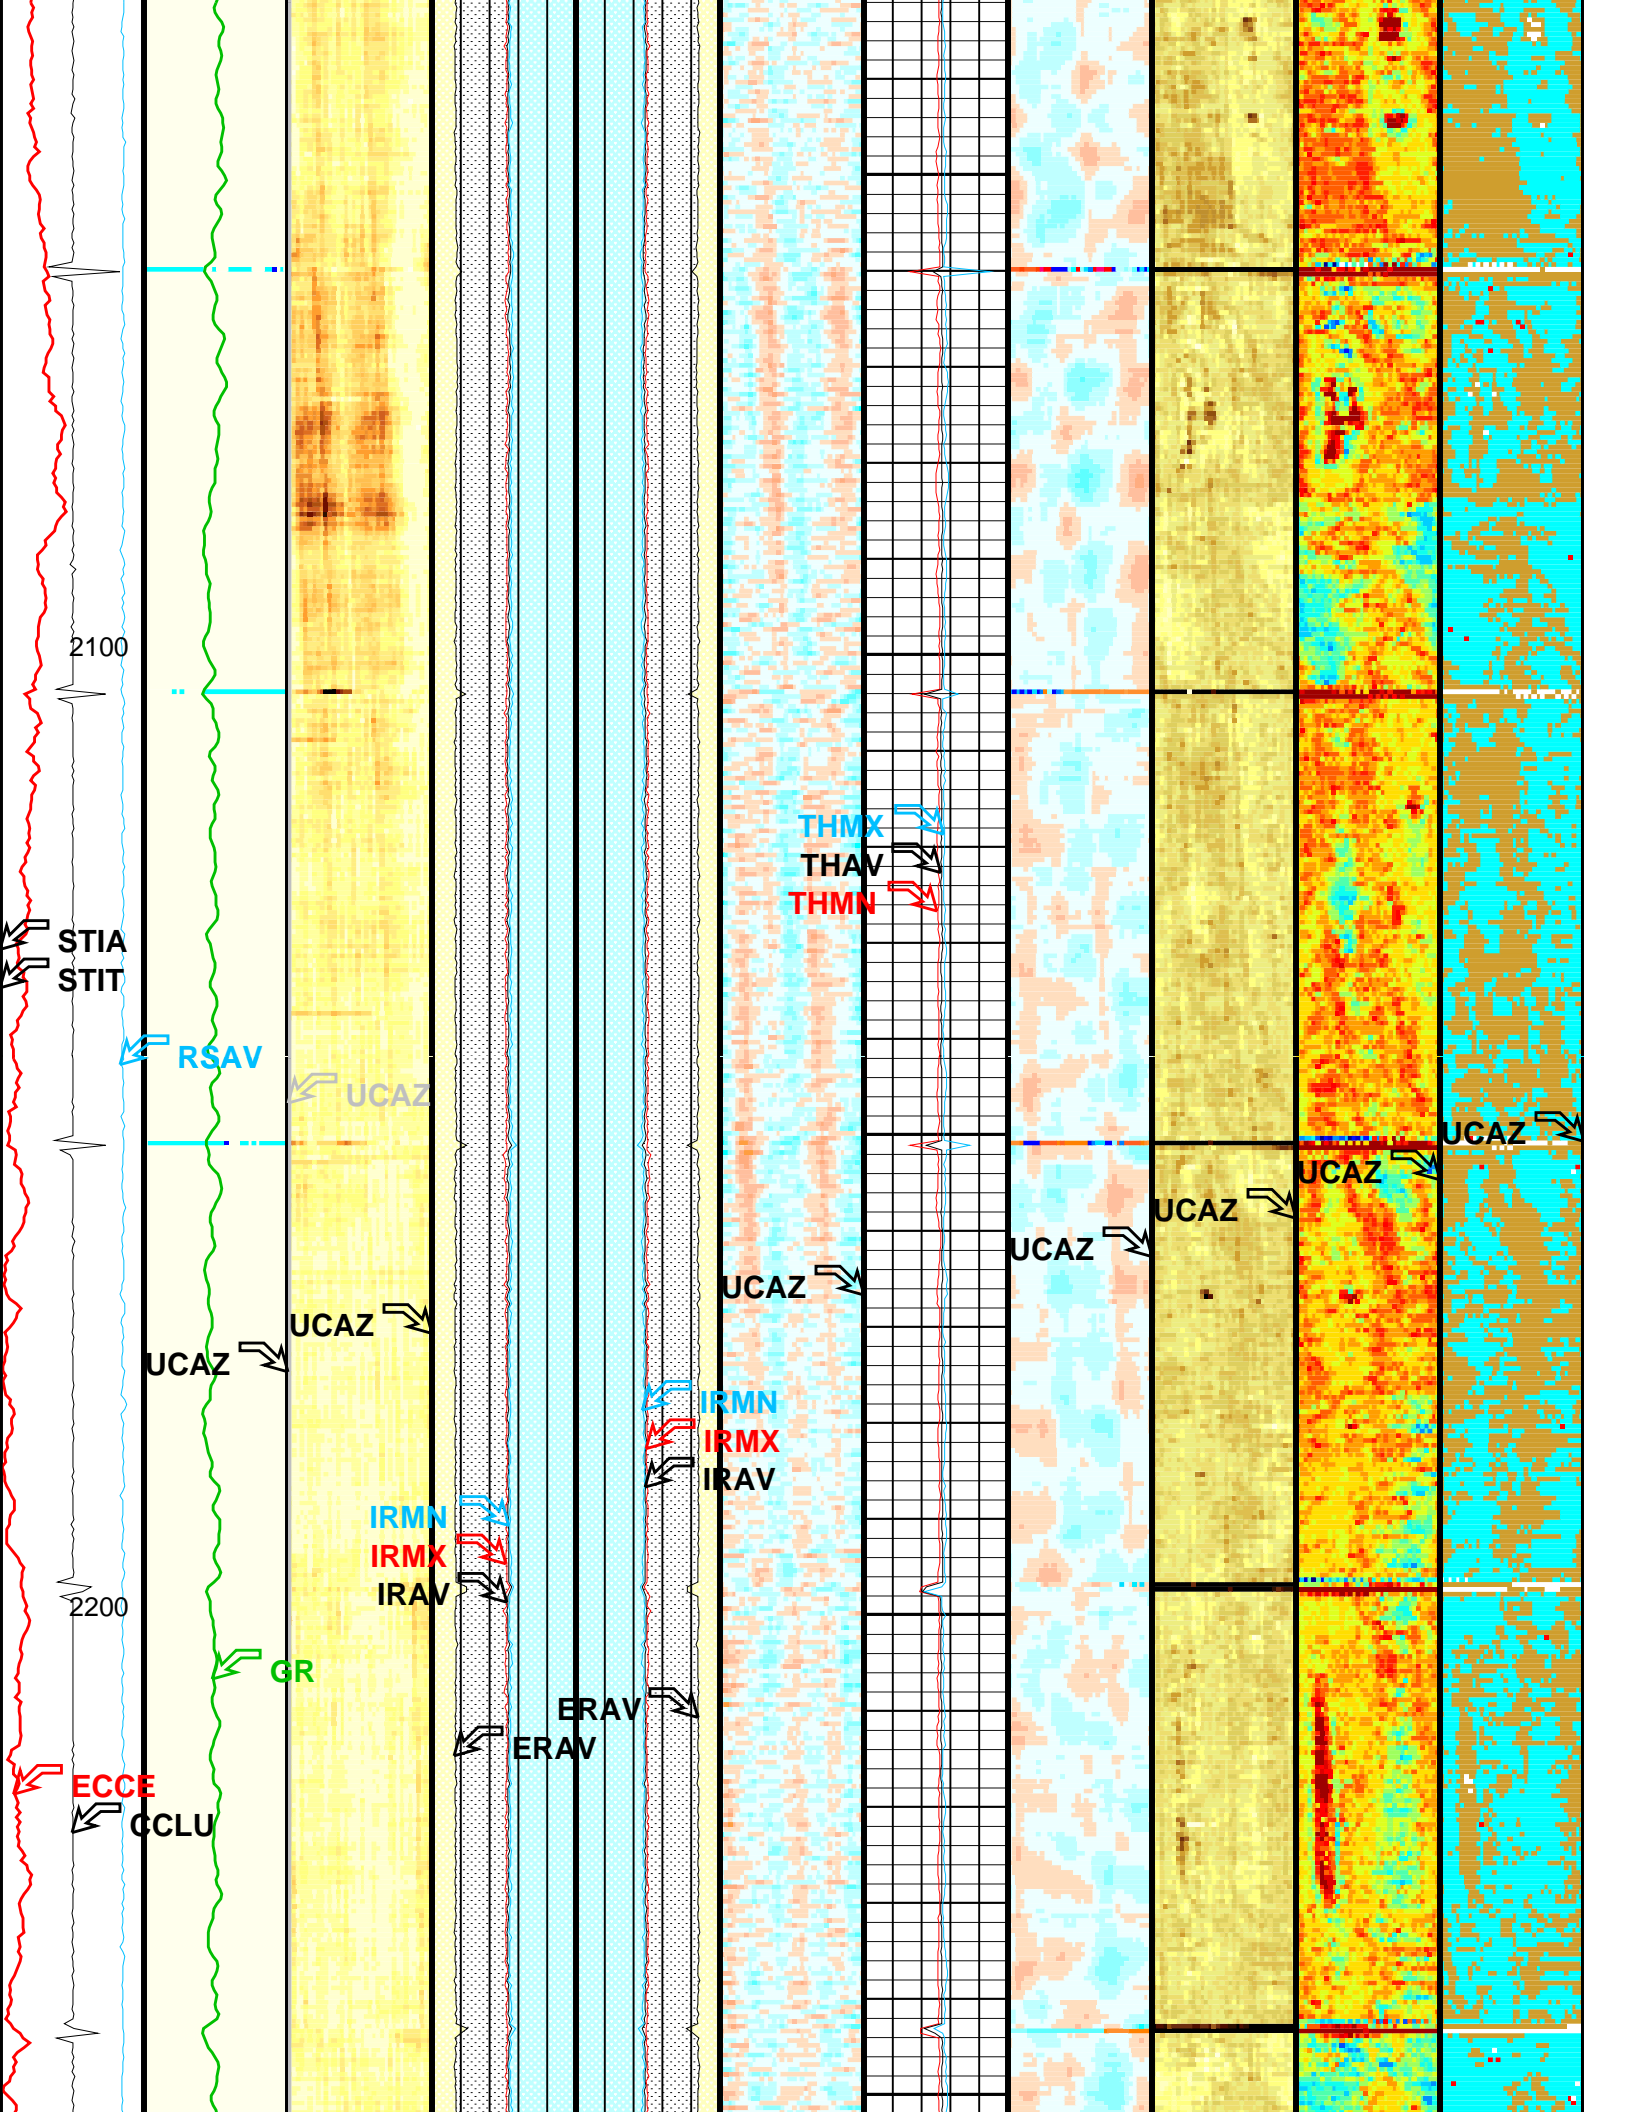 2100
THMX
THAV
THMN
STIA
STIT
RSAV
UCAZ
UCAZ
UCAZ
UCAZ
UCAZ
UCAZ
UCAZ
UCAZ
IRMN
IRMX
IRAV
IRMN
IRMX
IRAV
2200
GR
ERAV
ERAV
ECCE
CCLU